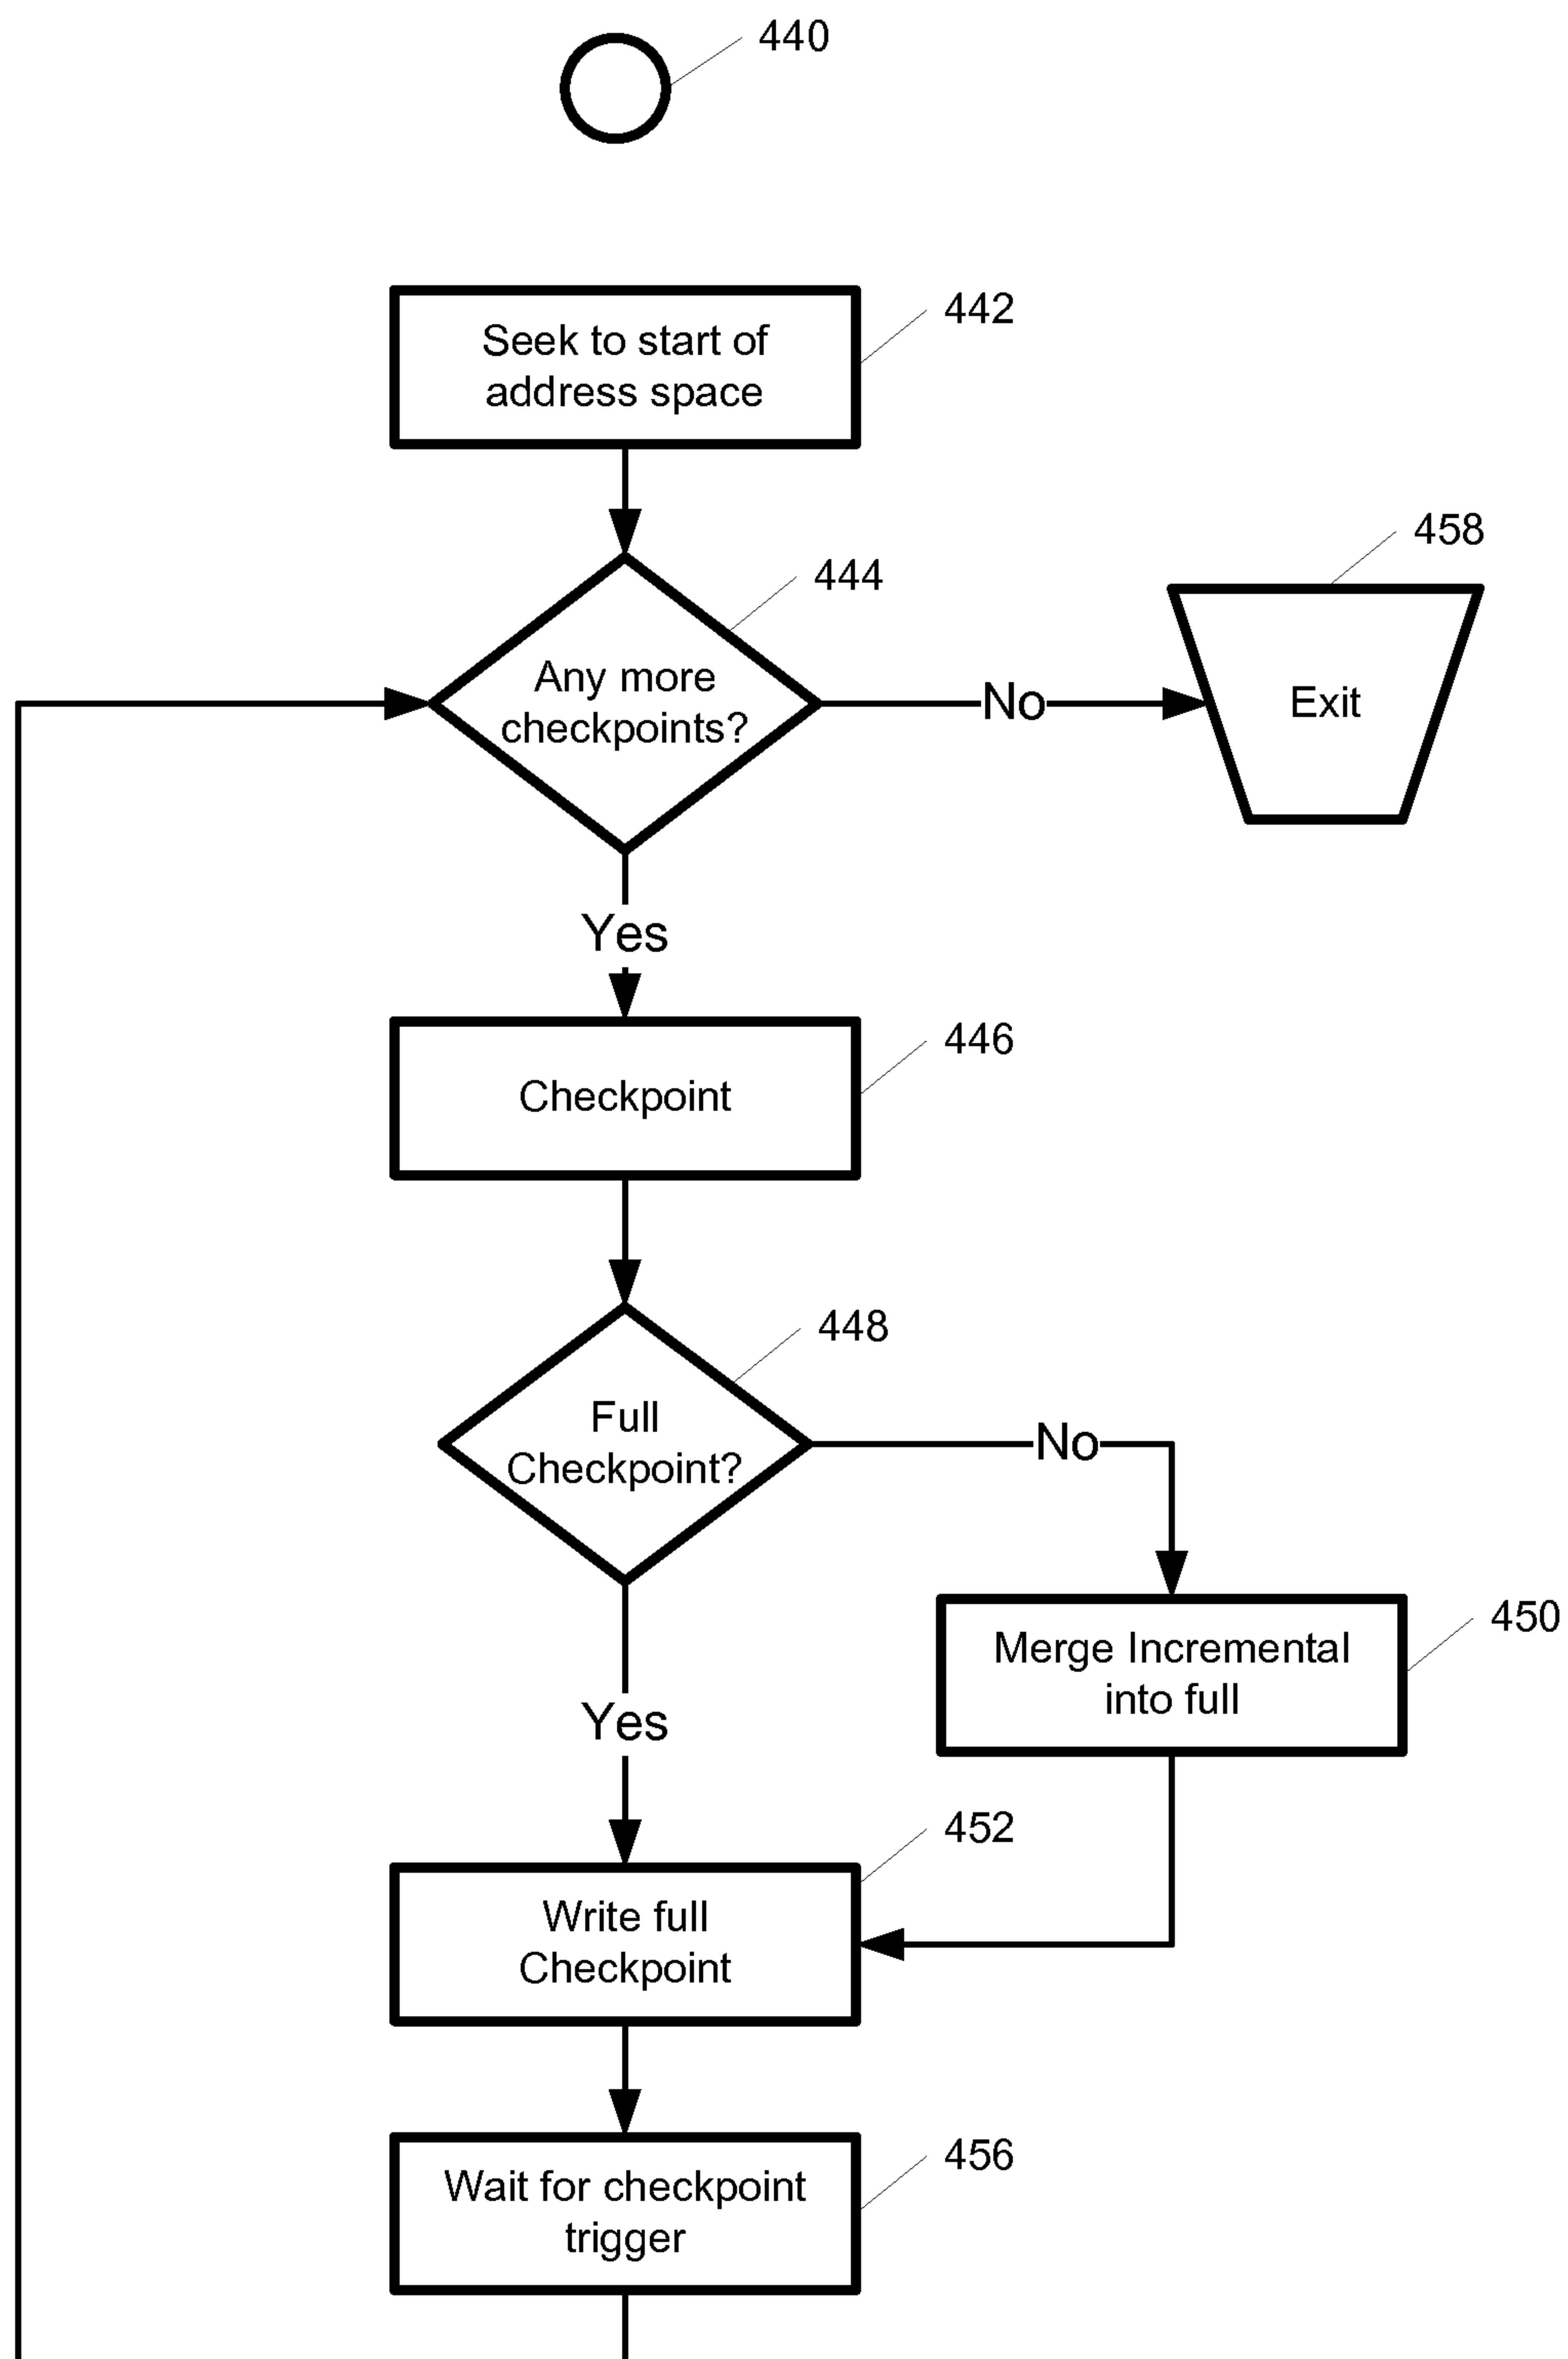 440
442
Seek to start of
address space
458
444
Any more
checkpoints?
No
Exit
Yes
446
Checkpoint
448
Full
Checkpoint?
No
450
Merge Incremental
into full
Yes
452
Write full
Checkpoint
456
Wait for checkpoint
trigger